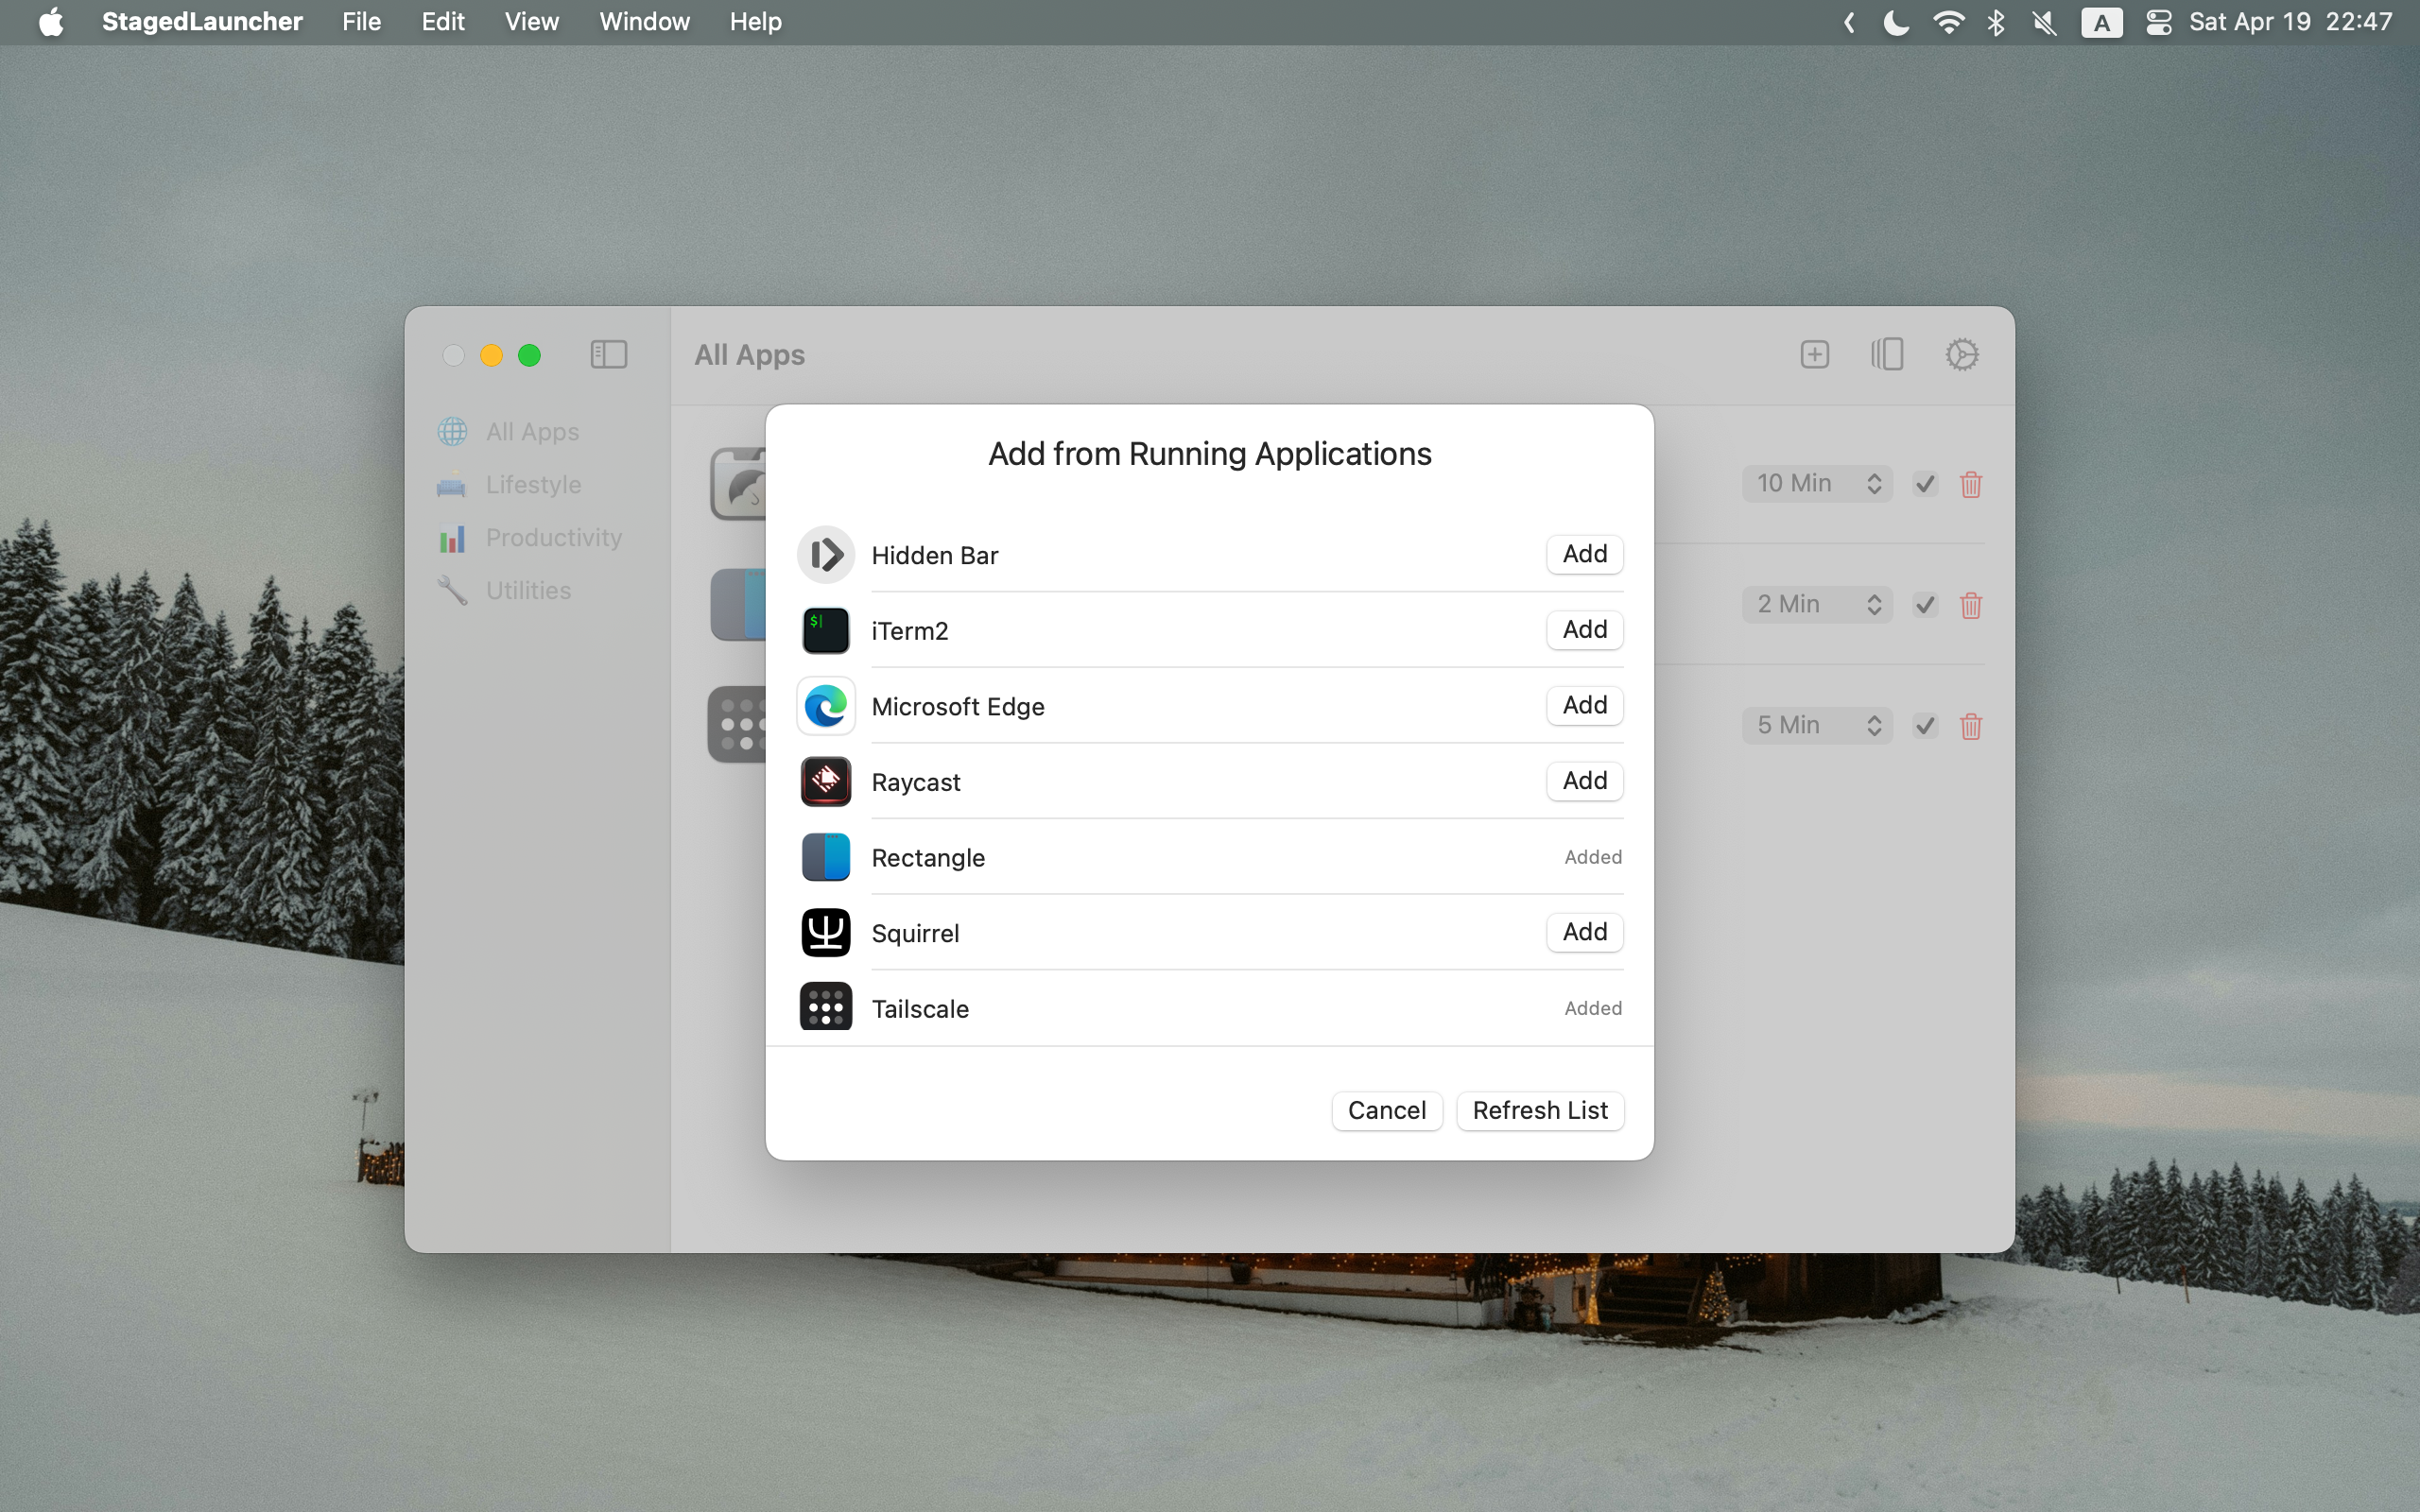 StagedLauncher File Edit View Window Help A Sat Apr 19 22:47
All Apps
All Apps
Lifestyle
Productivity
Utilities
10 Min
2 Min
5 Min
Add from Running Applications
Hidden Bar Add
$ iTerm2 Add
Microsoft Edge Add
Raycast Add
Rectangle Added
Squirrel Add
Tailscale Added
Cancel Refresh List